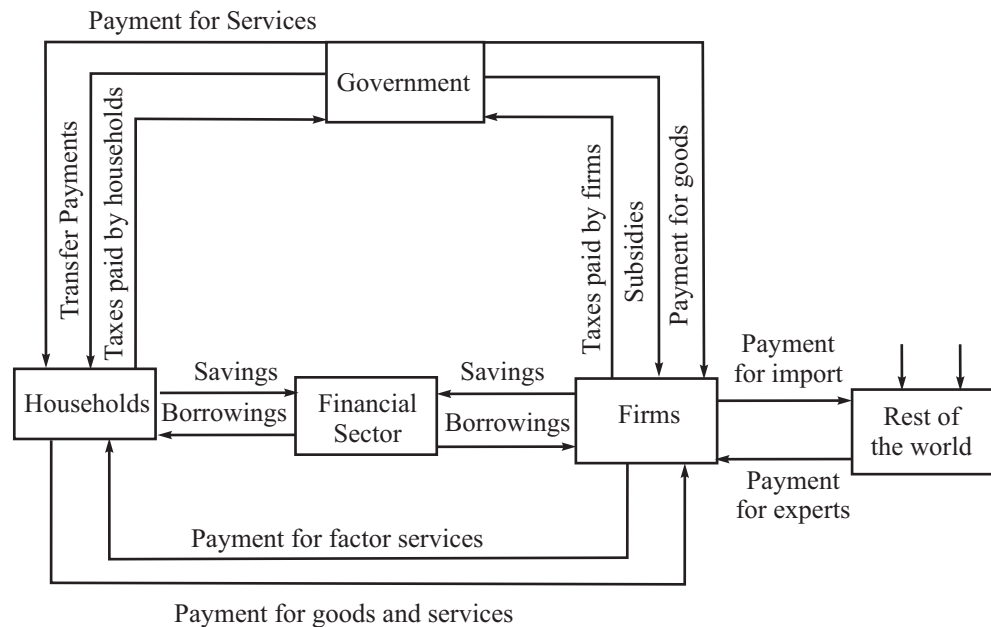 Payment for Services
Government
Transfer Payments
Taxes paid by households
Taxes paid by firms
Subsidies
Payment for goods
Households
Savings
Borrowings
Financial
Sector
Savings
Borrowings
Firms
Payment
for import
Rest of
the world
Payment
for experts
Payment for factor services
Payment for goods and services